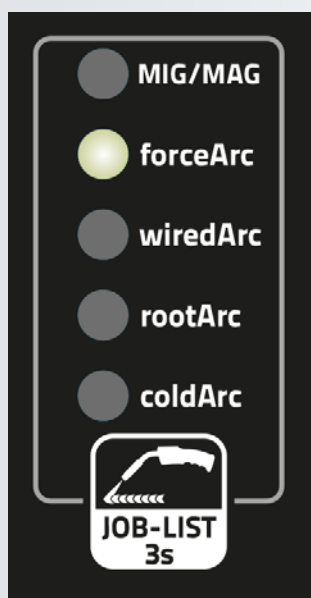 MIG/MAG
forceArc
wiredArc
rootArc
coldArc
JOB-LIST
3s